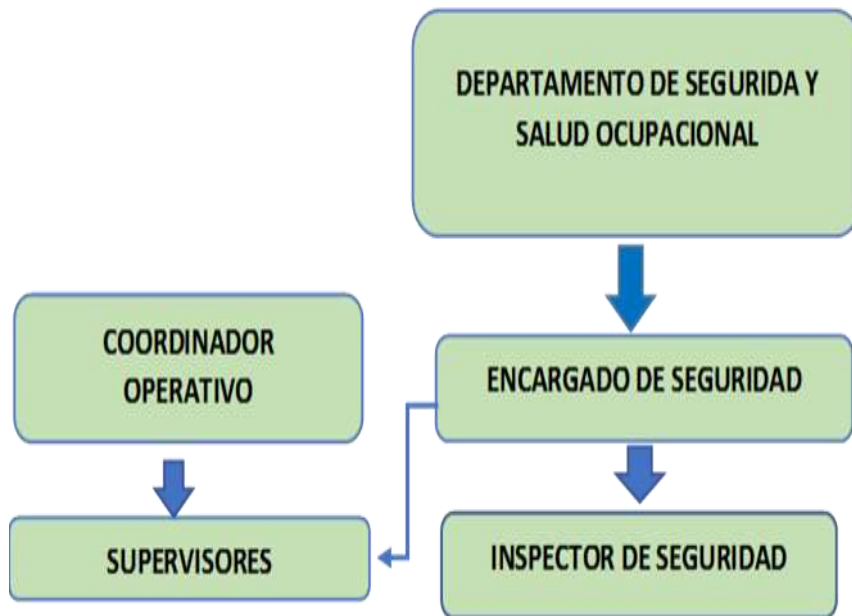 DEPARTAMENTO DE SEGURIDA Y
SALUD OCUPACIONAL
COORDINADOR
OPERATIVO
ENCARGADO DE SEGURIDAD
SUPERVISORES
INSPECTOR DE SEGURIDAD